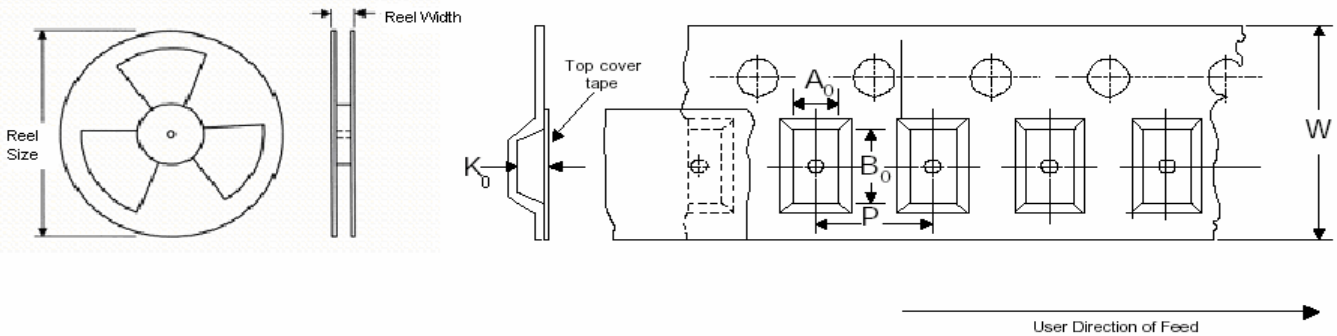 Reel Width
Reel
Size
Top cover
tape
K0
A0
B0
P
W
User Direction of Feed